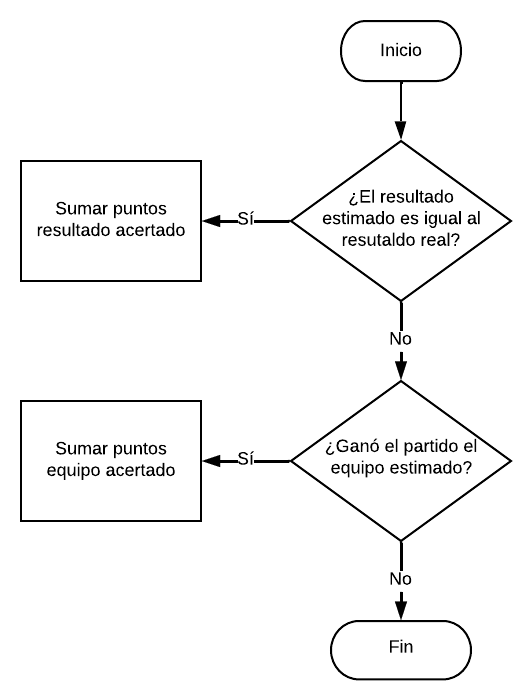 Inicio
¿El resultado
estimado es igual al
resutaldo real?
Sí
Sumar puntos
resultado acertado
No
¿Ganó el partido el
equipo estimado?
Sí
Sumar puntos
equipo acertado
No
Fin